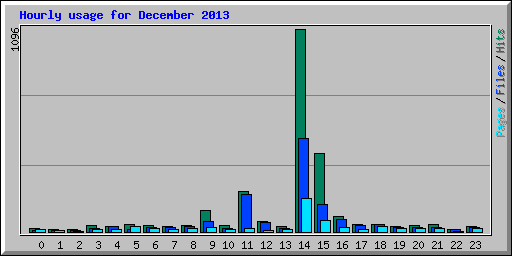 Hourly usage for December 2013
1096
Pages/Files/Hits
0 1 2 3 4 5 6 7 8 9 10 11 12 13 14 15 16 17 18 19 20 21 22 23